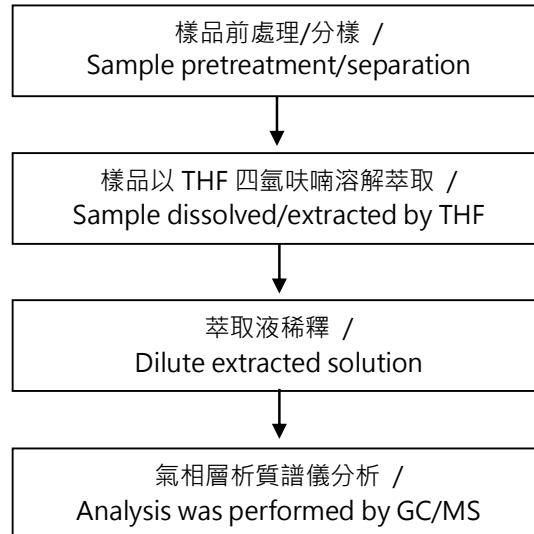 樣品前處理/分樣 /
Sample pretreatment/separation
樣品以 THF 四氫呋喃溶解萃取 /
Sample dissolved/extracted by THF
萃取液稀釋 /
Dilute extracted solution
氣相層析質譜儀分析 /
Analysis was performed by GC/MS